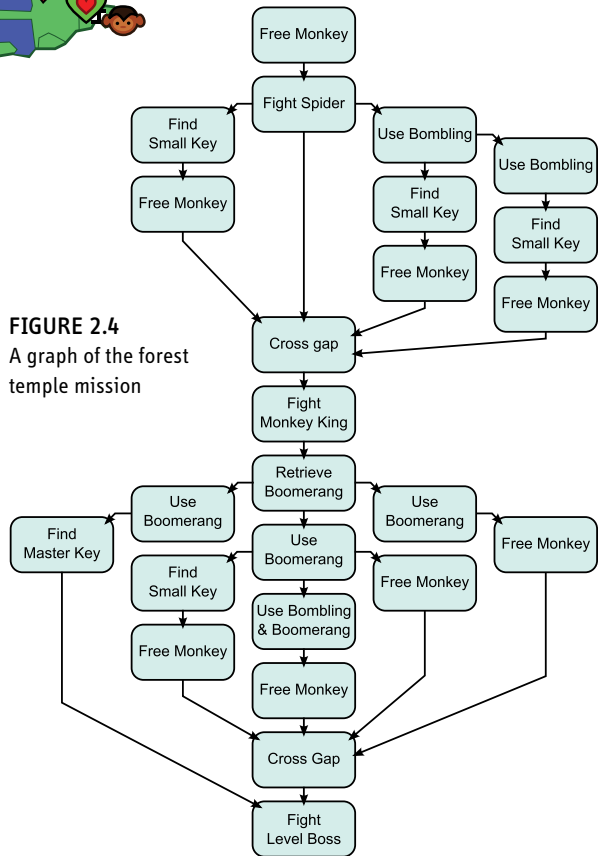 Free Monkey
Fight Spider
Find
Small Key
Free Monkey
Use Bombling
Find
Small Key
Free Monkey
Use Bombling
Find
Small Key
Free Monkey
FIGURE 2.4
A graph of the forest
temple mission
Cross gap
Fight
Monkey King
Retrieve
Boomerang
Use
Boomerang
Find
Master Key
Use
Boomerang
Find
Small Key
Free Monkey
Use Bombling
& Boomerang
Free Monkey
Free Monkey
Use
Boomerang
Free Monkey
Cross Gap
Fight
Level Boss